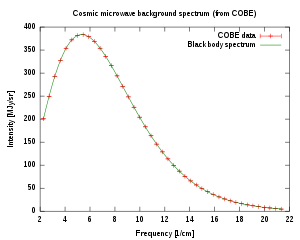 Cosmic microwave background spectrum (from COBE)
400
350
300
250
200
150
100
50
0
Intensity [MJy/sr]
COBE data
Black body spectrum
2 4 6 8 10 12 14 16 18 20 22
Frequency [1/cm]